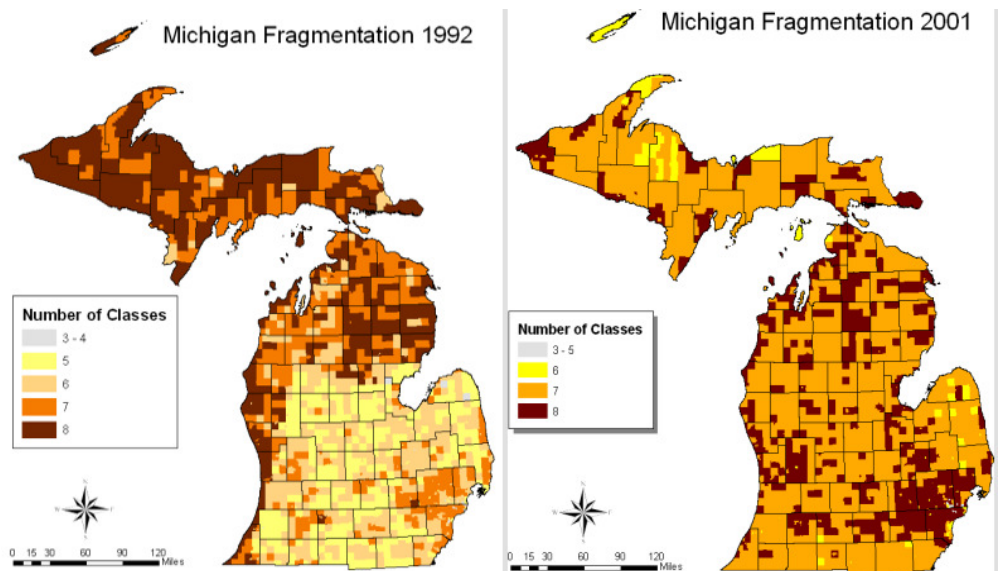 Michigan Fragmentation 1992
Number of Classes
3 - 4
5
6
7
8
N
0 15 30 60 90 120
Miles
Michigan Fragmentation 2001
Number of Classes
3 - 5
6
7
8
N
0 15 30 60 90 120
Miles